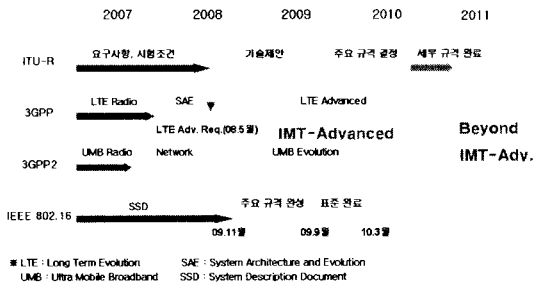 2007 2008 2009 2010 2011
요구사항, 시험조건 기술제안 주요 규격 결정 세부 규격 완료
ITU-R
LTE Radio SAE LTE Advanced
3GPP
LTE Adv. Req.(08.5월) IMT-Advanced Beyond
UMB Radio Network UMB Evolution IMT-Adv.
3GPP2
SSD 주요 규격 완성 표준 완료
IEEE 802.16
09.11월 09.9월 10.3월
※ LTE : Long Term Evolution SAE : System Architecture and Evolution
UMB : Ultra Mobile Broadband SSD : System Description Document